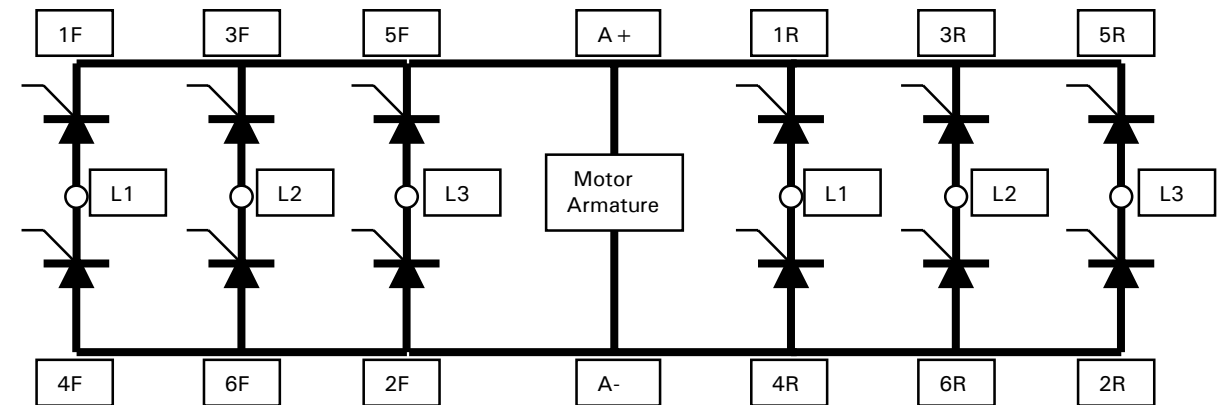 1F 3F 5F A+ 1R 3R 5R
L1 L2 L3 Motor Armature L1 L2 L3
4F 6F 2F A- 4R 6R 2R